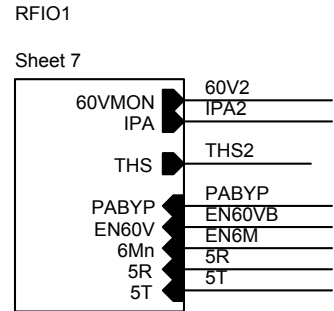 RFIO1
Sheet 7
60VMON 60V2
IPA IPA2
THS THS2
PABYP PABYP
EN60V EN60VB
6Mn EN6M
5R 5R
5T 5T